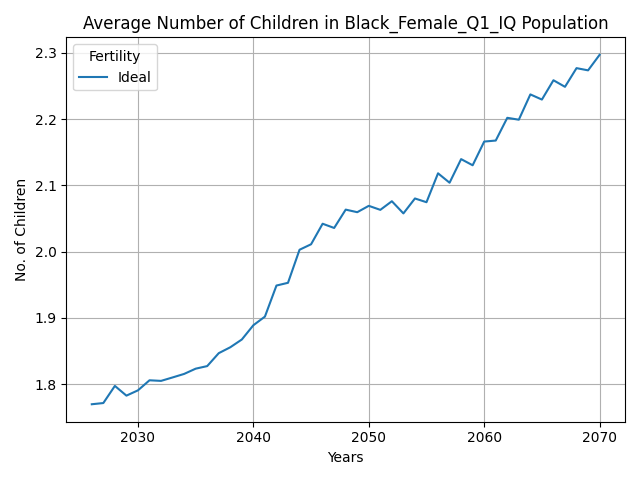 Average Number of Children in Black_Female_Q1_IQ Population
Fertility
Ideal
No. of Children
2.3
2.2
2.1
2.0
1.9
1.8
2030 2040 2050 2060 2070
Years